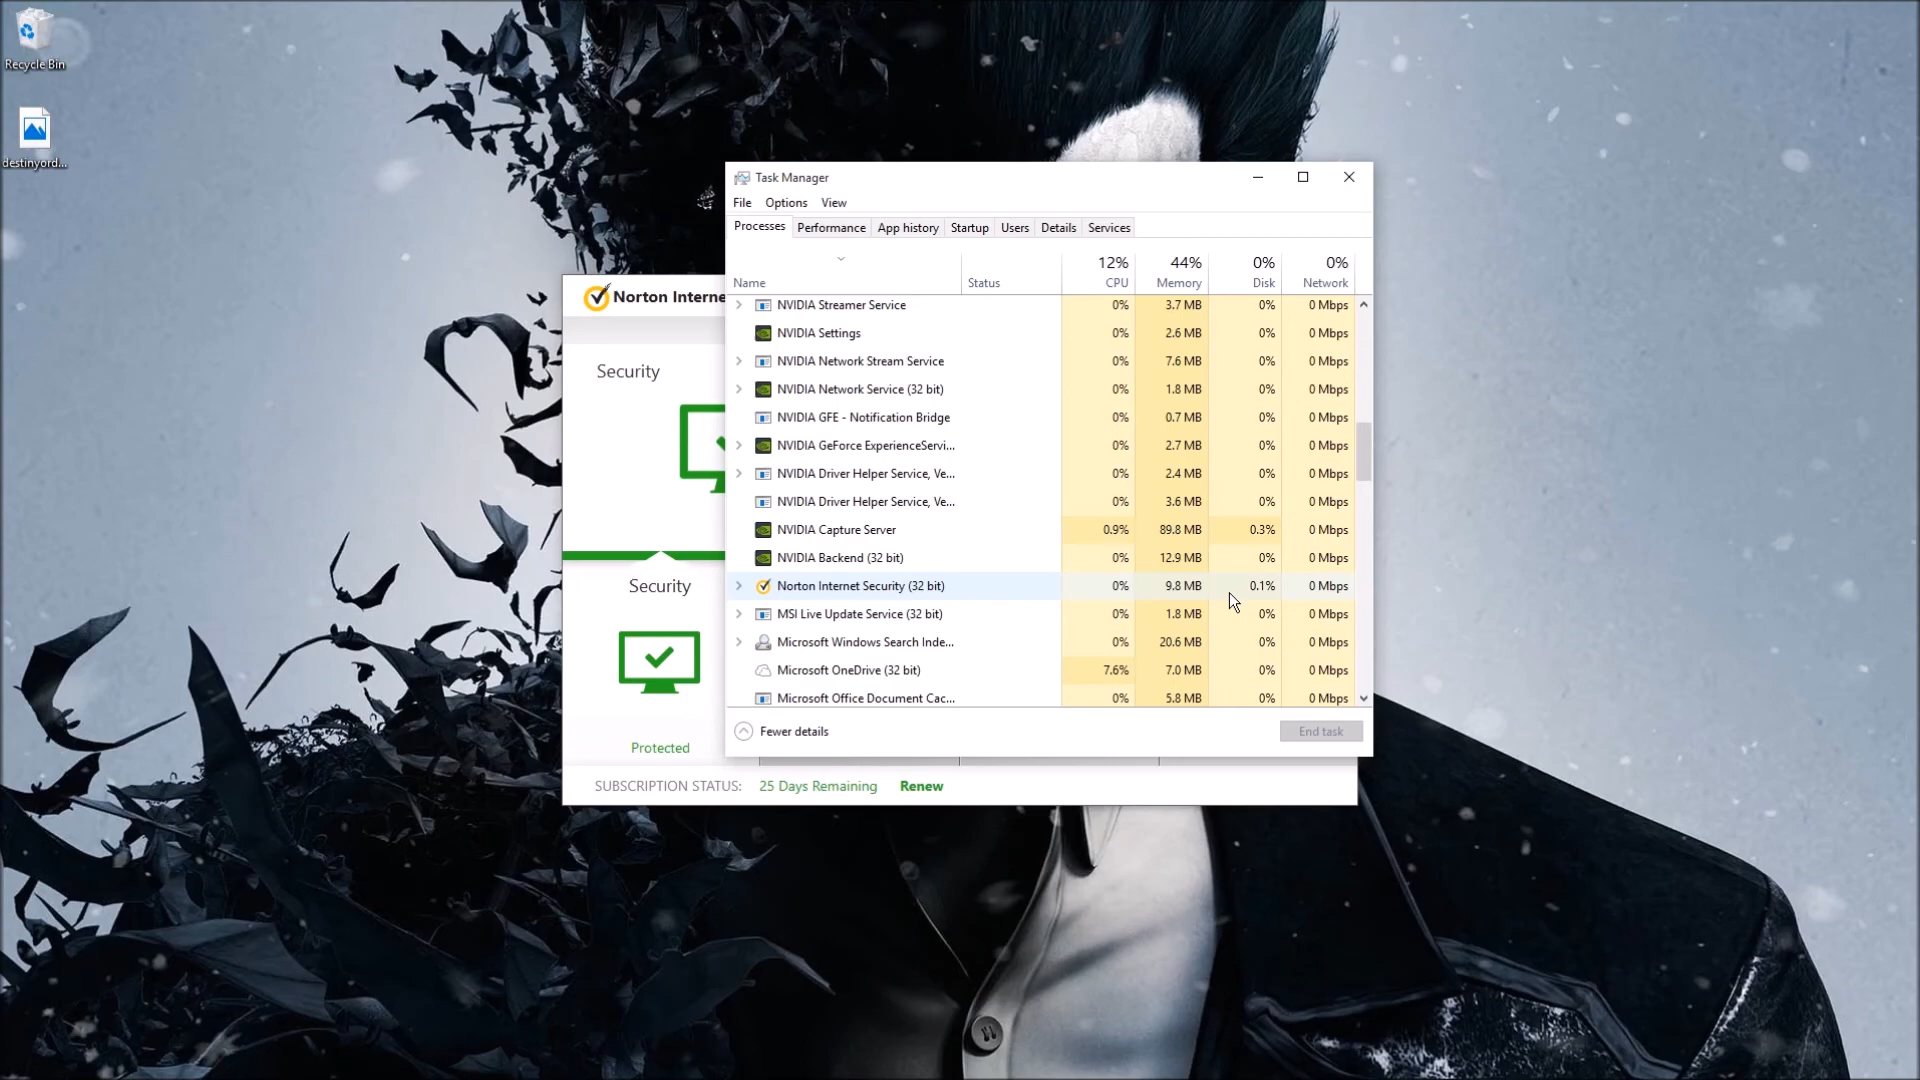 Recycle Bin
destinyord...
Task Manager
File Options View
Processes Performance App history Startup Users Details Services
12% 44% 0% 0%
Name Status CPU Memory Disk Network
NVIDIA Streamer Service 0% 3.7 MB 0% 0 Mbps
NVIDIA Settings 0% 2.6 MB 0% 0 Mbps
NVIDIA Network Stream Service 0% 7.6 MB 0% 0 Mbps
NVIDIA Network Service (32 bit) 0% 1.8 MB 0% 0 Mbps
NVIDIA GFE - Notification Bridge 0% 0.7 MB 0% 0 Mbps
NVIDIA GeForce ExperienceServi... 0% 2.7 MB 0% 0 Mbps
NVIDIA Driver Helper Service, Ve... 0% 2.4 MB 0% 0 Mbps
NVIDIA Driver Helper Service, Ve... 0% 3.6 MB 0% 0 Mbps
NVIDIA Capture Server 0.9% 89.8 MB 0.3% 0 Mbps
NVIDIA Backend (32 bit) 0% 12.9 MB 0% 0 Mbps
Norton Internet Security (32 bit) 0% 9.8 MB 0.1% 0 Mbps
MSI Live Update Service (32 bit) 0% 1.8 MB 0% 0 Mbps
Microsoft Windows Search Inde... 0% 20.6 MB 0% 0 Mbps
Microsoft OneDrive (32 bit) 7.6% 7.0 MB 0% 0 Mbps
Microsoft Office Document Cac... 0% 5.8 MB 0% 0 Mbps
Fewer details End task
Norton Interne
Security
Security
Protected
SUBSCRIPTION STATUS: 25 Days Remaining Renew